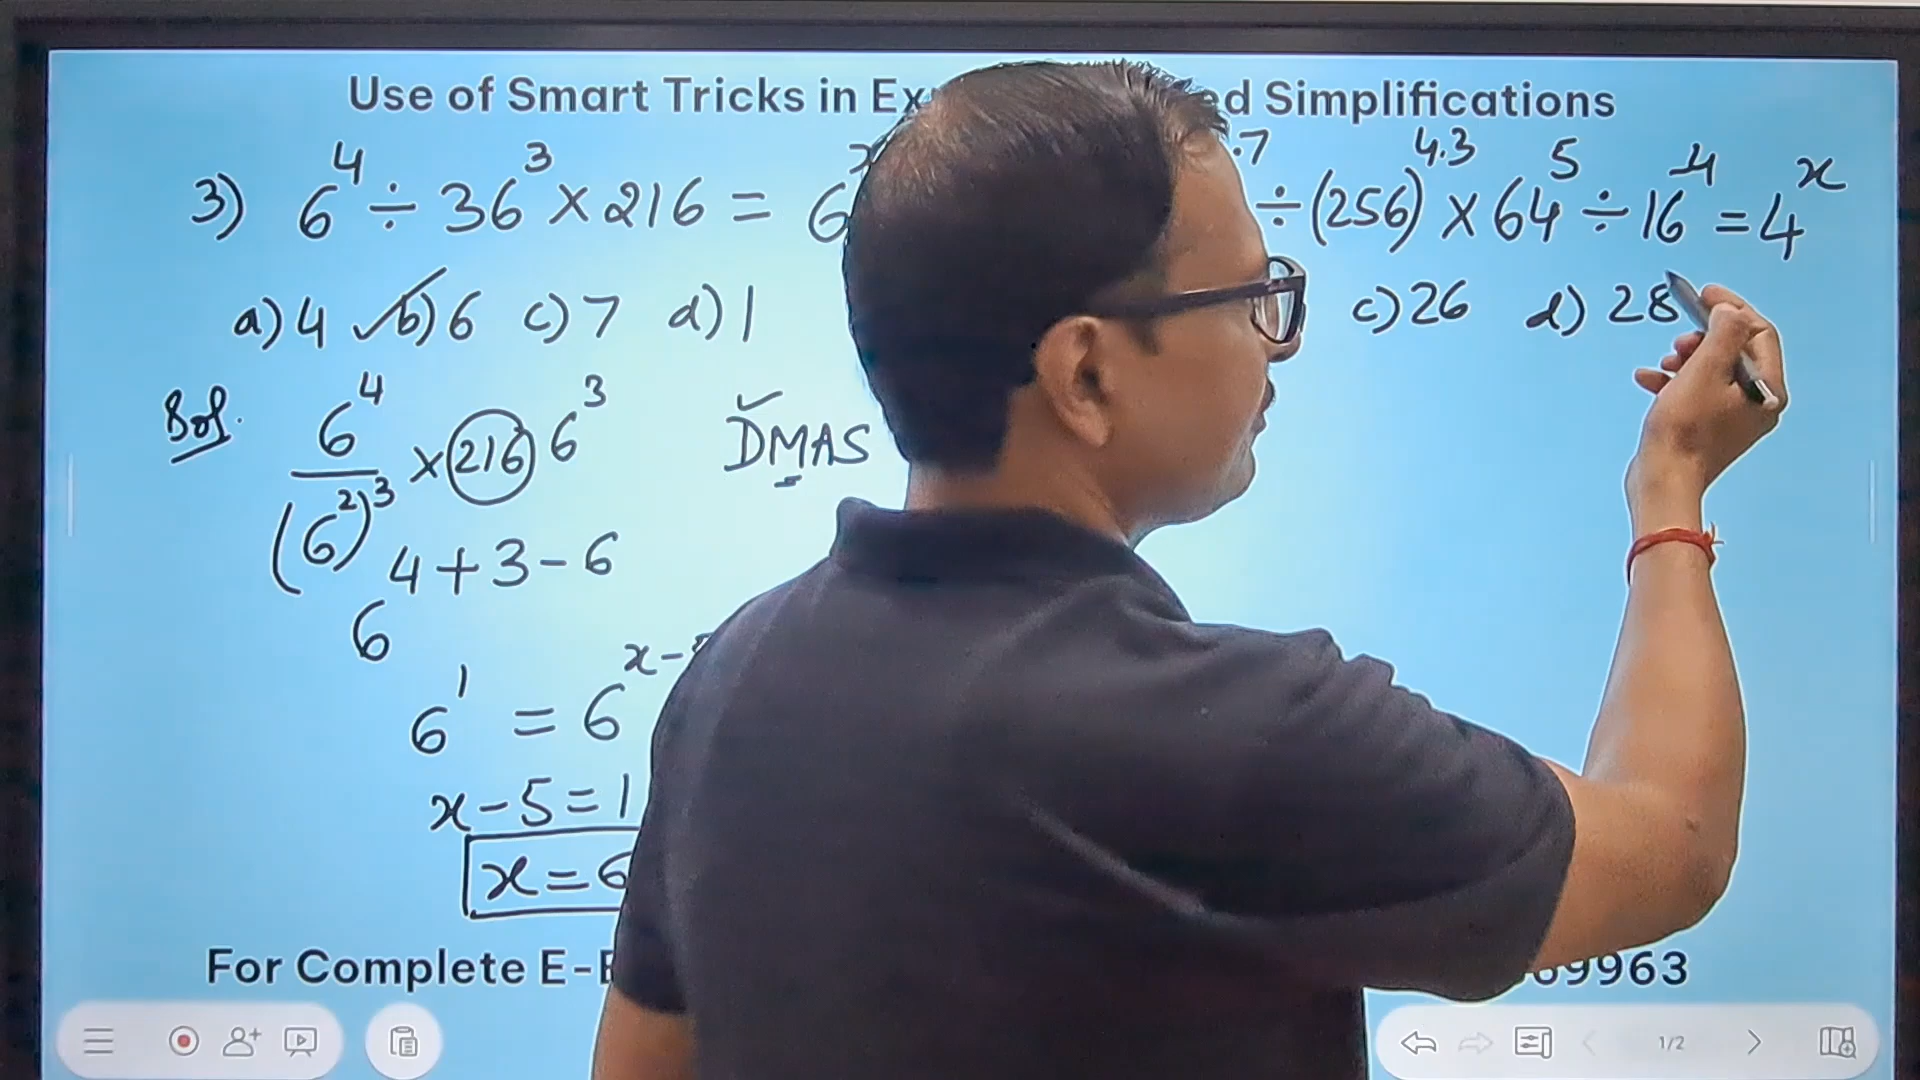 Use of Smart Tricks in Ex d Simplifications
3) 6^4 ÷ 36^3 × 216 = 6^x
.7 ÷ (256)^4.3 × 64^5 ÷ 16^4 = 4^x
a) 4 ✓b) 6 c) 7 d) 1
c) 26 d) 28
Sol. 6^4 / (6^2)^3 × 216 6^3
DMAS
6^4+3-6
6^1 = 6^x-
x - 5 = 1
x = 6
For Complete E- 69963
1/2